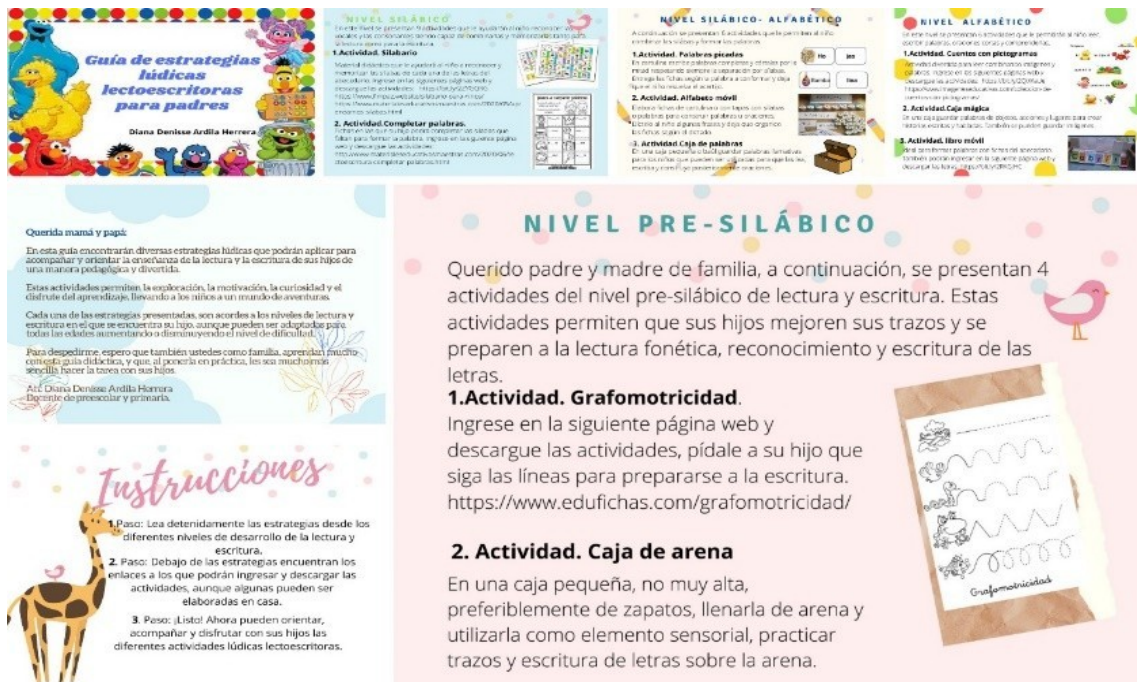 Guía de estrategias
lúdicas
lectoescritoras
para padres
Diana Denisse Ardila Herrera
NIVEL SILÁBICO
1.Actividad. Silabario
2. Actividad.Completar palabras.
NIVEL SILÁBICO- ALFABÉTICO
A continuación se presentan 6 actividades que le permiten al niño
combinar las sílabas y formar las palabras.
1.Actividad. Palabras picadas
2. Actividad. Alfabeto móvil
3. Actividad Caja de palabras
NIVEL ALFABÉTICO
1.Actividad. Cuentos con pictogramas
2. Actividad.Caja mágica
3. Actividad. libro móvil
Querida mamá y papá:
En esta guía encontrarán diversas estrategias lúdicas que podrán aplicar para
acompañar y orientar la enseñanza de la lectura y la escritura de sus hijos de
una manera pedagógica y divertida.
Estas actividades permiten, la exploración, la motivación, la curiosidad y el
disfrute del aprendizaje, llevando a los niños a un mundo de aventuras.
Cada una de las estrategias presentadas, son acordes a los niveles de lectura y
escritura en el que se encuentra su hijo, aunque pueden ser adaptadas para
todas las edades aumentando o disminuyendo el nivel de dificultad.
Para despedirme, espero que también ustedes como familia, aprendan mucho
con esta guía didáctica, y que, al ponerla en práctica, les sea mucho más
sencilla hacer la tarea con sus hijos.
Att. Diana Denisse Ardila Herrera
Docente de preescolar y primaria.
Instrucciones
1.Paso: Lea detenidamente las estrategias desde los
diferentes niveles de desarrollo de la lectura y
escritura.
2. Paso: Debajo de las estrategias encuentran los
enlaces a los que podrán ingresar y descargar las
actividades, aunque algunas pueden ser
elaboradas en casa.
3. Paso: ¡Listo! Ahora pueden orientar,
acompañar y disfrutar con sus hijos las
diferentes actividades lúdicas lectoescritoras.
NIVEL PRE-SILÁBICO
Querido padre y madre de familia, a continuación, se presentan 4
actividades del nivel pre-silábico de lectura y escritura. Estas
actividades permiten que sus hijos mejoren sus trazos y se
preparen a la lectura fonética, reconocimiento y escritura de las
letras.
1.Actividad. Grafomotricidad.
Ingrese en la siguiente página web y
descargue las actividades, pídale a su hijo que
siga las líneas para prepararse a la escritura.
https://www.edufichas.com/grafomotricidad/
2. Actividad. Caja de arena
En una caja pequeña, no muy alta,
preferiblemente de zapatos, llenarla de arena y
utilizarla como elemento sensorial, practicar
trazos y escritura de letras sobre la arena.
Grafomotricidad